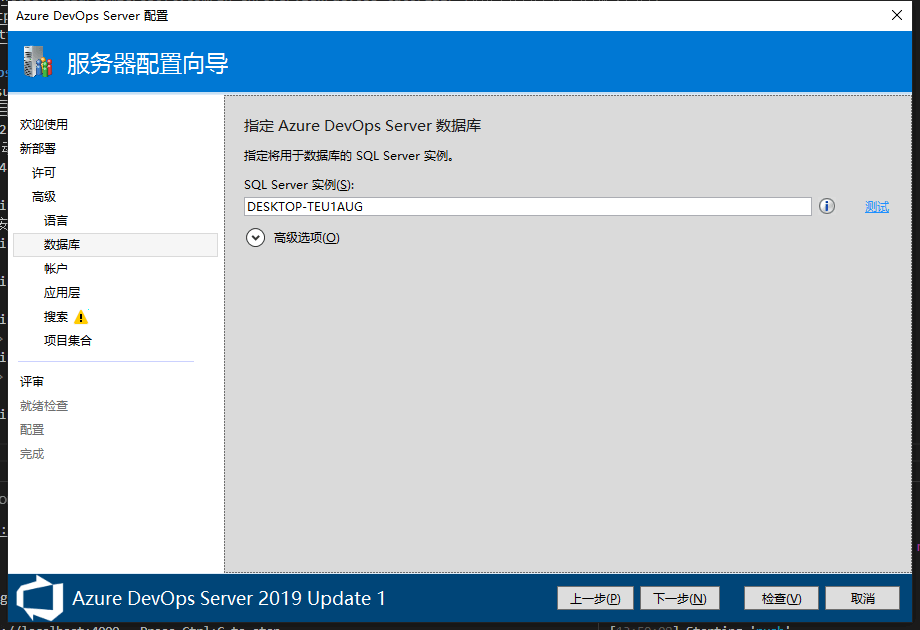 Azure DevOps Server 配置
服务器配置向导
欢迎使用
新部署
许可
高级
语言
数据库
帐户
应用层
搜索
项目集合
评审
就绪检查
配置
完成
指定 Azure DevOps Server 数据库
指定将用于数据库的 SQL Server 实例。
SQL Server 实例(S):
DESKTOP-TEU1AUG
测试
高级选项(O)
Azure DevOps Server 2019 Update 1
上一步(P)
下一步(N)
检查(V)
取消